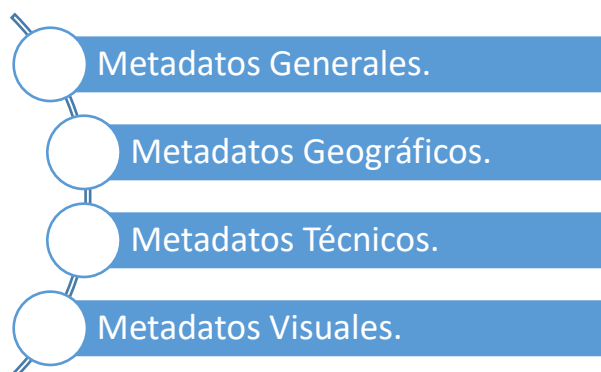 Metadatos Generales.
Metadatos Geográficos.
Metadatos Técnicos.
Metadatos Visuales.